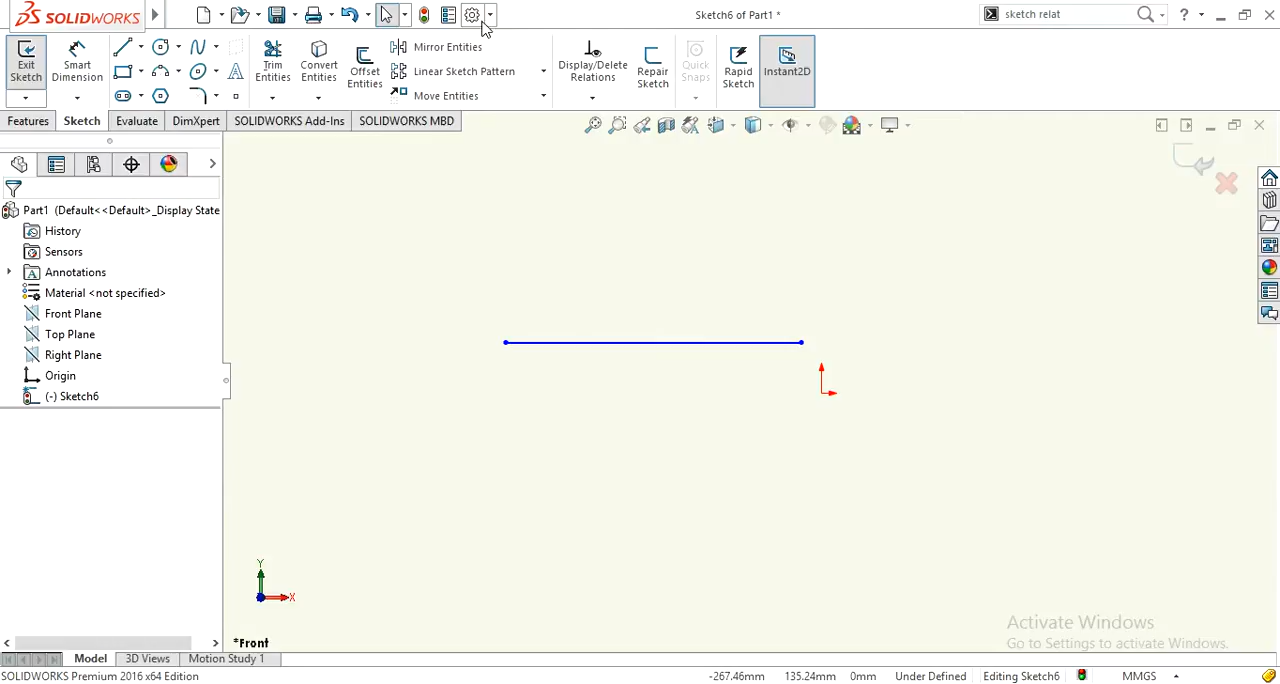 SOLIDWORKS
Sketch6 of Part1 *
sketch relat
?
Exit Sketch
Smart Dimension
Trim Entities
Convert Entities
Offset Entities
Mirror Entities
Linear Sketch Pattern
Move Entities
Display/Delete Relations
Repair Sketch
Quick Snaps
Rapid Sketch
Instant2D
Features
Sketch
Evaluate
DimXpert
SOLIDWORKS Add-Ins
SOLIDWORKS MBD
Part1 (Default<<Default>_Display State
History
Sensors
Annotations
Material <not specified>
Front Plane
Top Plane
Right Plane
Origin
(-) Sketch6
Y
X
*Front
Activate Windows
Go to Settings to activate Windows.
Model
3D Views
Motion Study 1
SOLIDWORKS Premium 2016 x64 Edition
-267.46mm
135.24mm
0mm
Under Defined
Editing Sketch6
MMGS